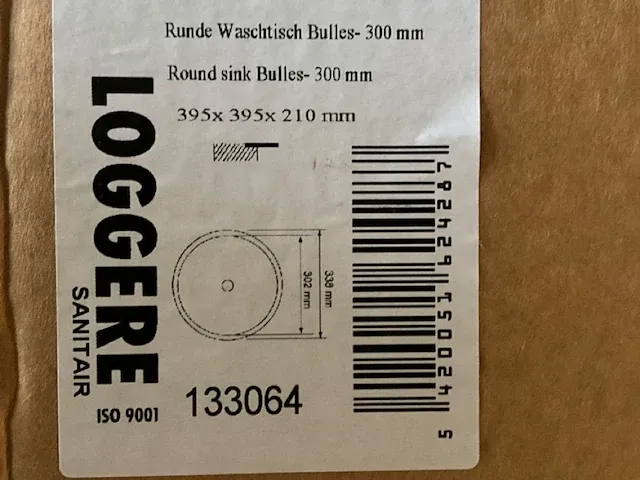 Runde Waschtisch Bulles- 300 mm
Round sink Bulles- 300 mm
395x 395x 210 mm
LOGGERE
SANITAIR
ISO 9001
302 mm
338 mm
133064
5 420051 924287